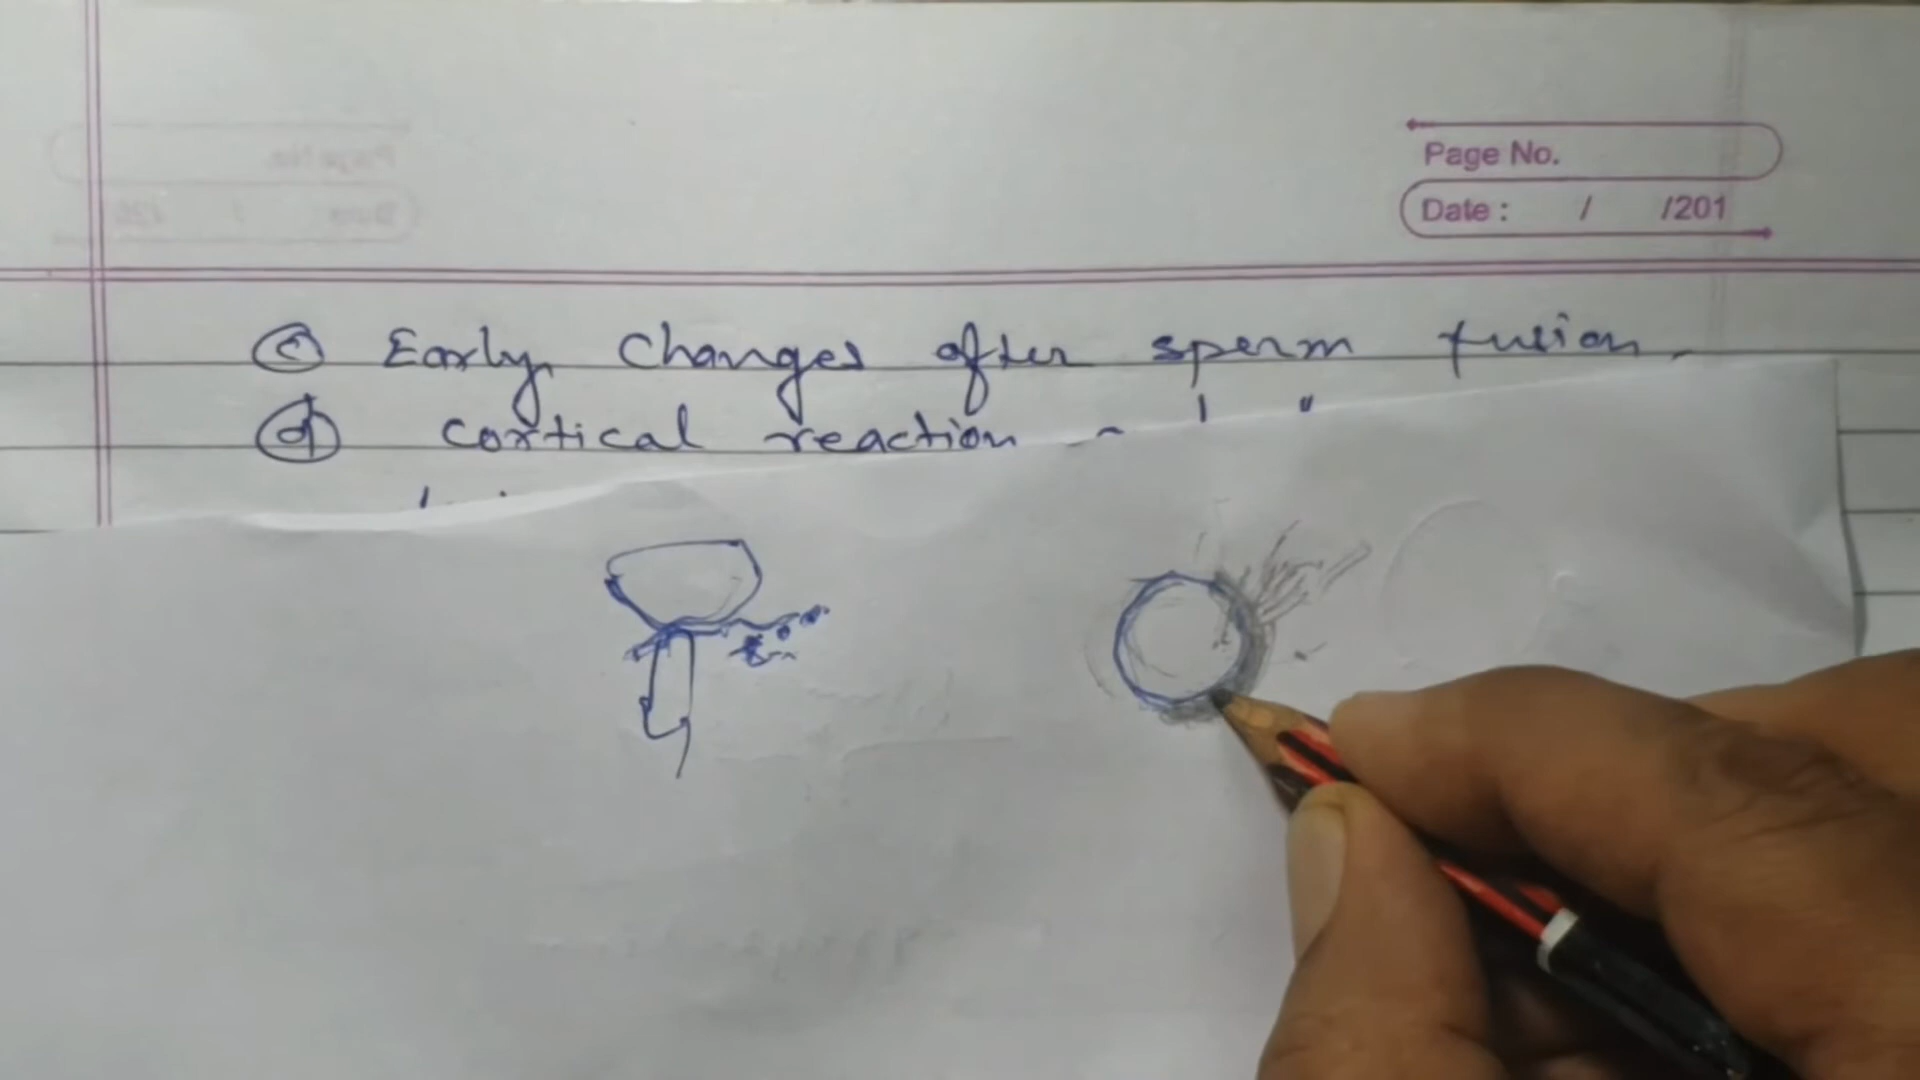 Page No.
Date : / /201
(c) Early changes after sperm fusion.
(d) cortical reaction